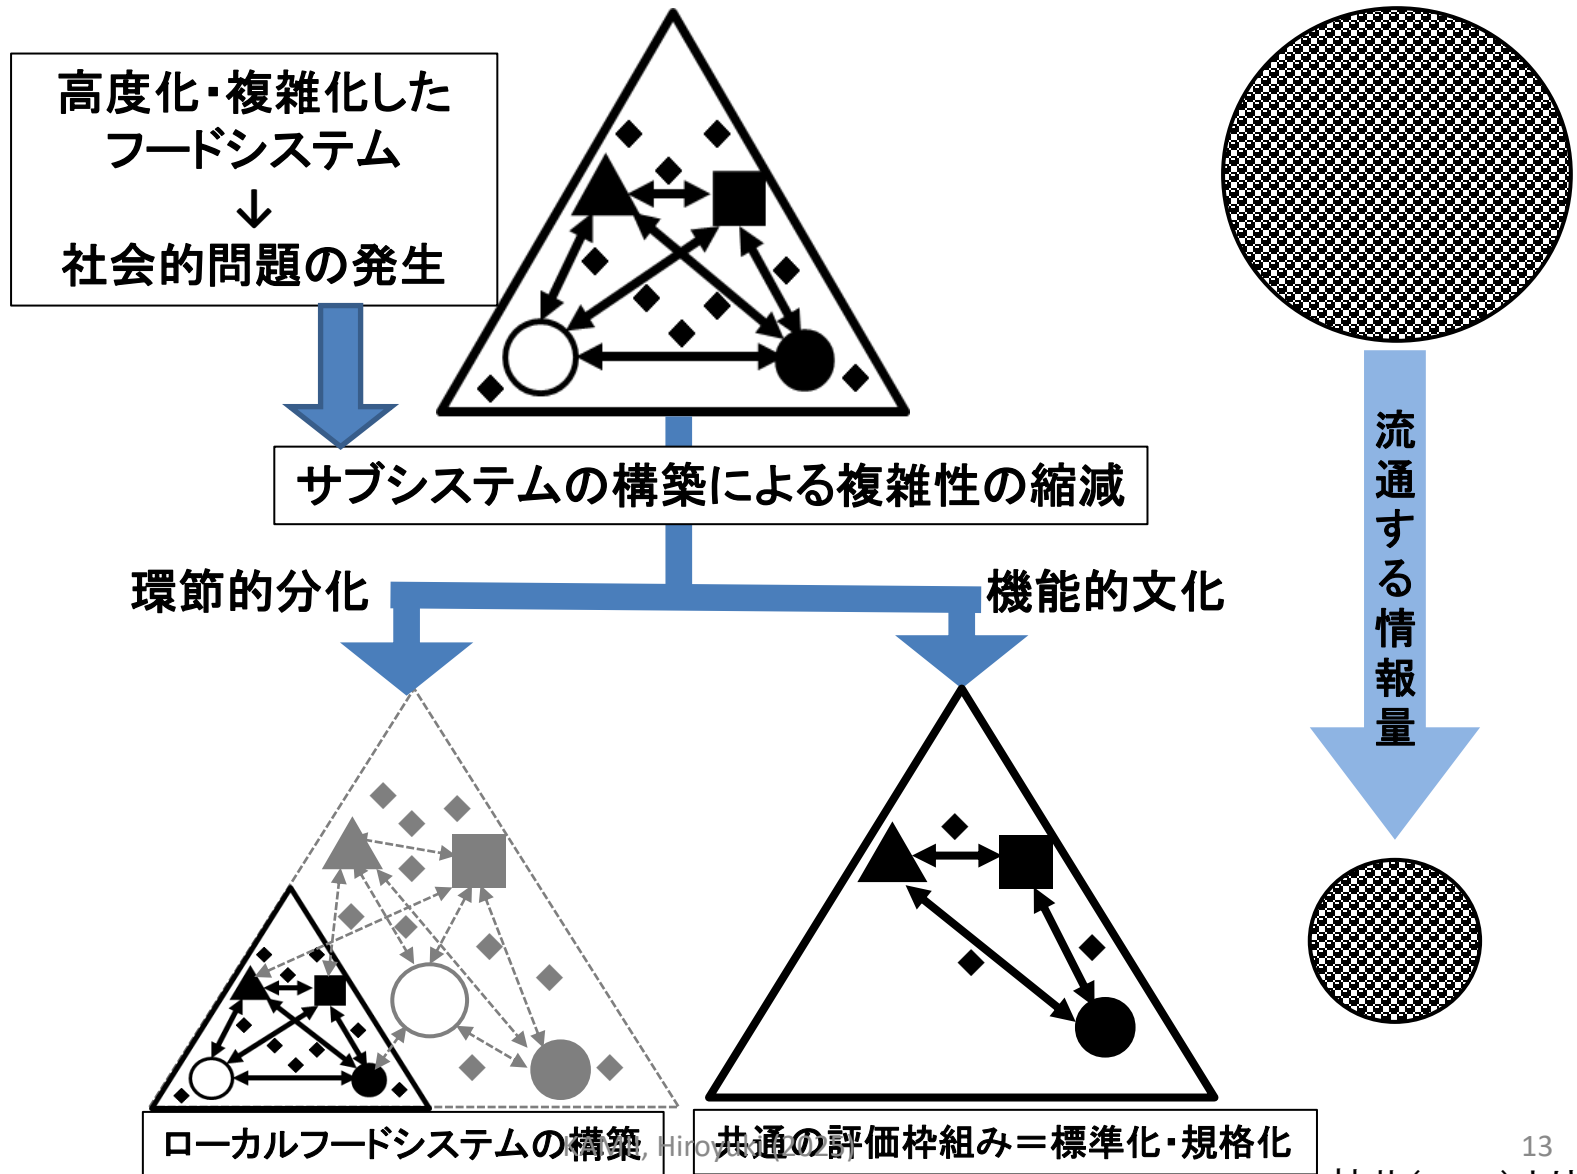 高度化・複雑化した
フードシステム
↓
社会的問題の発生
サブシステムの構築による複雑性の縮減
環節的分化
機能的文化
流通する情報量
ローカルフードシステムの構築
共通の評価枠組み＝標準化・規格化
Hiroyuki (2025)
13